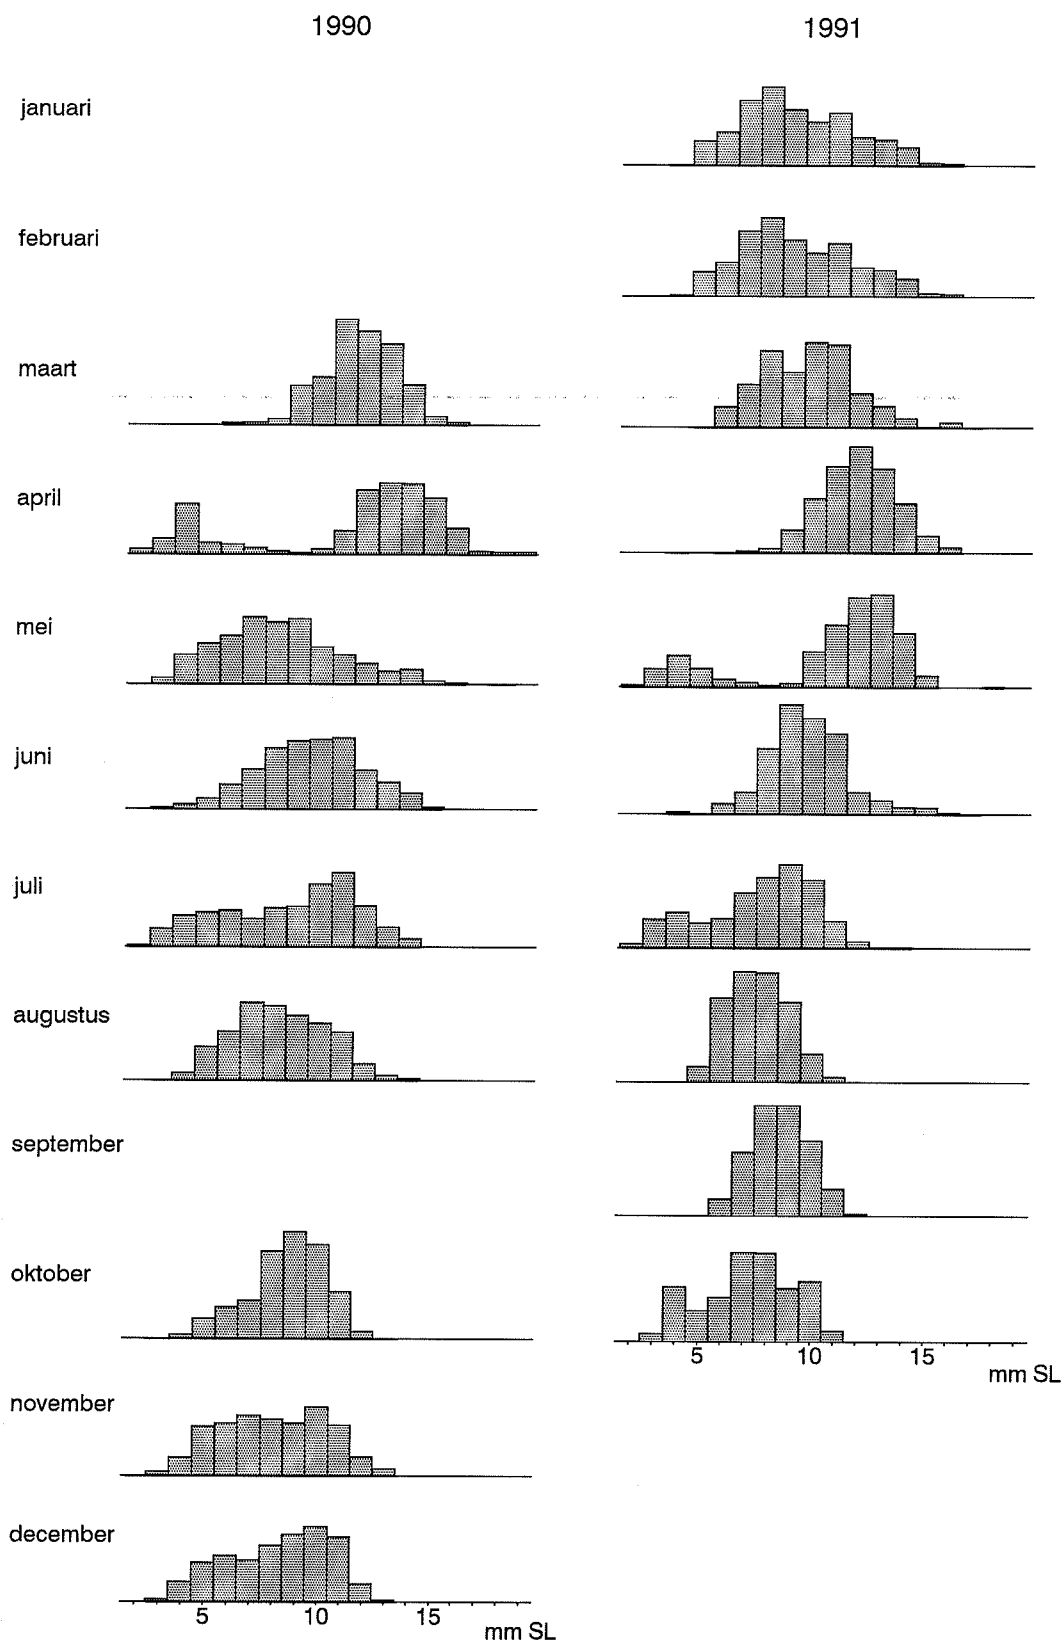 1990 1991
januari
februari
maart
april
mei
juni
juli
augustus
september
oktober
5 10 15
mm SL
november
december
5 10 15
mm SL